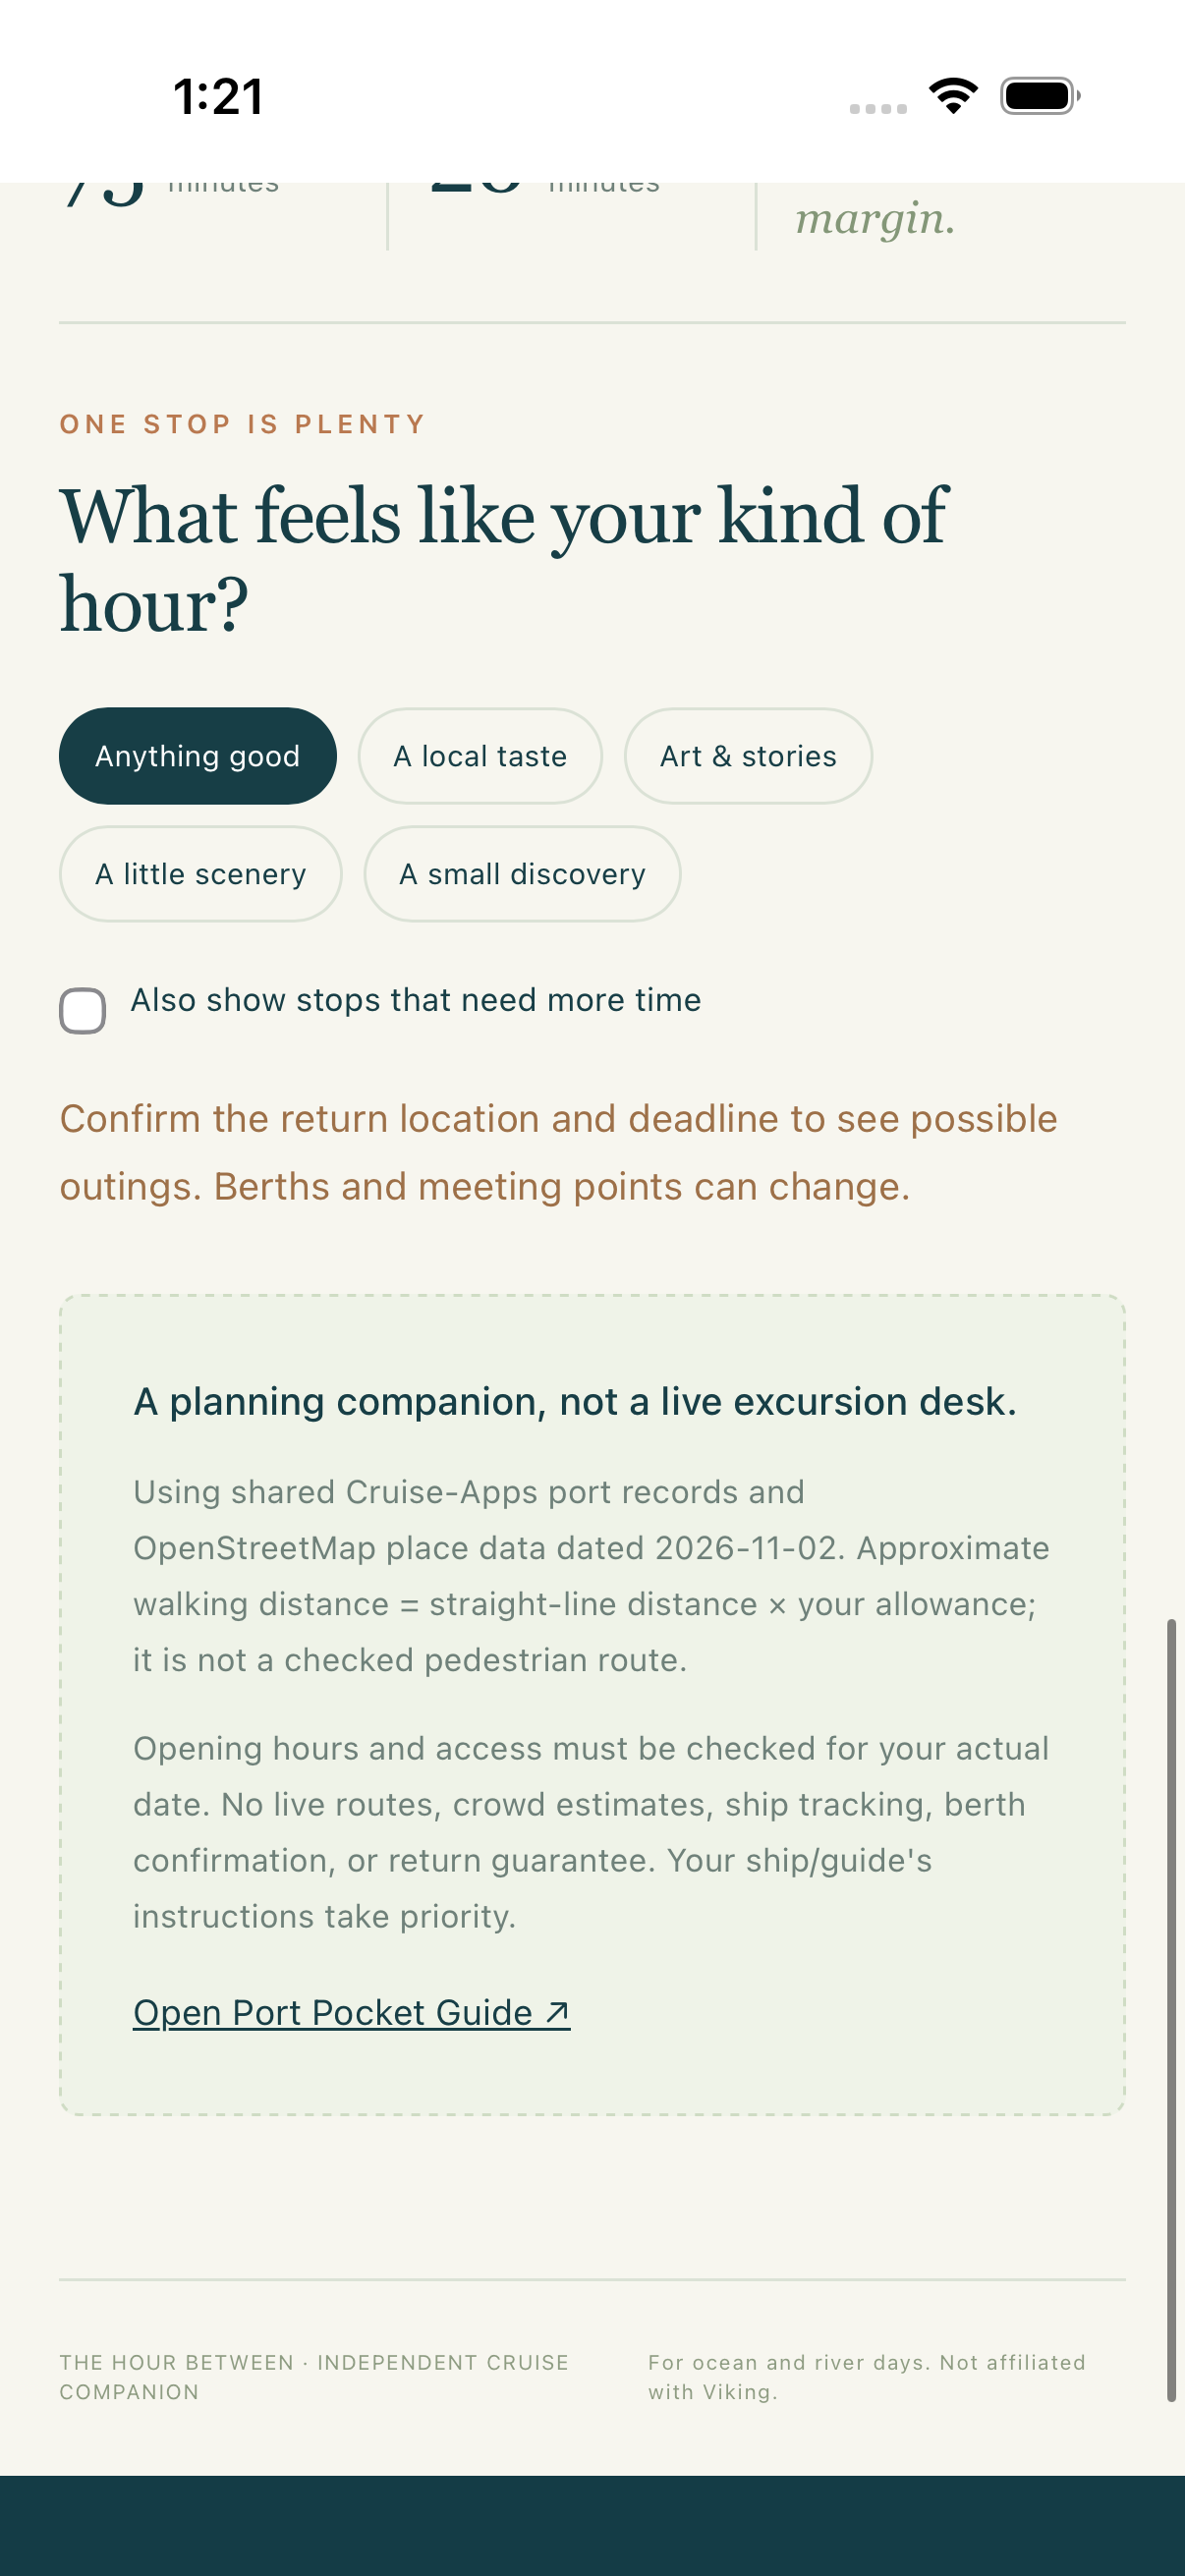 1:21
75 minutes
minutes
margin.
ONE STOP IS PLENTY
What feels like your kind of
hour?
Anything good
A local taste
Art & stories
A little scenery
A small discovery
Also show stops that need more time
Confirm the return location and deadline to see possible
outings. Berths and meeting points can change.
A planning companion, not a live excursion desk.
Using shared Cruise-Apps port records and
OpenStreetMap place data dated 2026-11-02. Approximate
walking distance = straight-line distance × your allowance;
it is not a checked pedestrian route.
Opening hours and access must be checked for your actual
date. No live routes, crowd estimates, ship tracking, berth
confirmation, or return guarantee. Your ship/guide's
instructions take priority.
Open Port Pocket Guide ↗
THE HOUR BETWEEN · INDEPENDENT CRUISE
COMPANION
For ocean and river days. Not affiliated
with Viking.